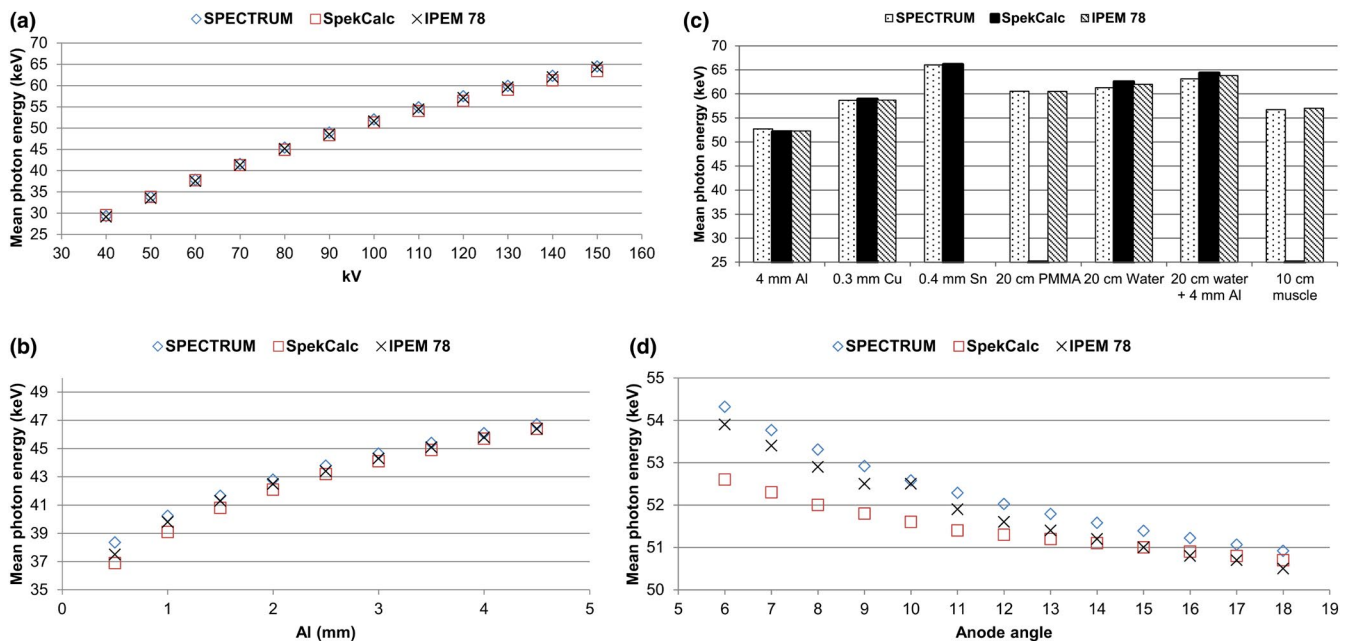 (a)
SPECTRUM SpekCalc IPEM 78
Mean photon energy (keV)
70
65
60
55
50
45
40
35
30
25
30 40 50 60 70 80 90 100 110 120 130 140 150 160
kV
(c)
SPECTRUM SpekCalc IPEM 78
Mean photon energy (keV)
70
65
60
55
50
45
40
35
30
25
4 mm Al 0.3 mm Cu 0.4 mm Sn 20 cm PMMA 20 cm Water 20 cm water 10 cm
+ 4 mm Al muscle
(b)
SPECTRUM SpekCalc IPEM 78
Mean photon energy (keV)
49
47
45
43
41
39
37
35
0 1 2 3 4 5
Al (mm)
(d)
SPECTRUM SpekCalc IPEM 78
Mean photon energy (keV)
55
54
53
52
51
50
5 6 7 8 9 10 11 12 13 14 15 16 17 18 19
Anode angle